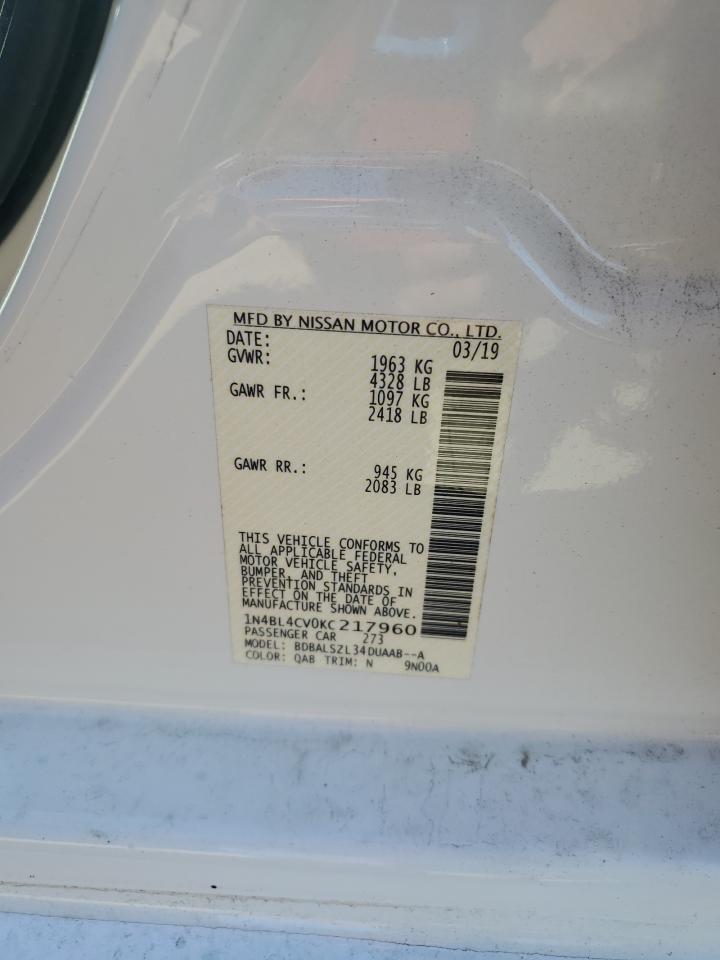 MFD BY NISSAN MOTOR CO., LTD.
DATE: 03/19
GVWR: 1963 KG
4328 LB
GAWR FR.: 1097 KG
2418 LB
GAWR RR.: 945 KG
2083 LB
THIS VEHICLE CONFORMS TO
ALL APPLICABLE FEDERAL
MOTOR VEHICLE SAFETY,
BUMPER, AND THEFT
PREVENTION STANDARDS IN
EFFECT ON THE DATE OF
MANUFACTURE SHOWN ABOVE.
1N4BL4CV0KC217960
PASSENGER CAR 273
MODEL: BDBALSZL34DUAAB--A
COLOR: QAB TRIM: N 9N00A